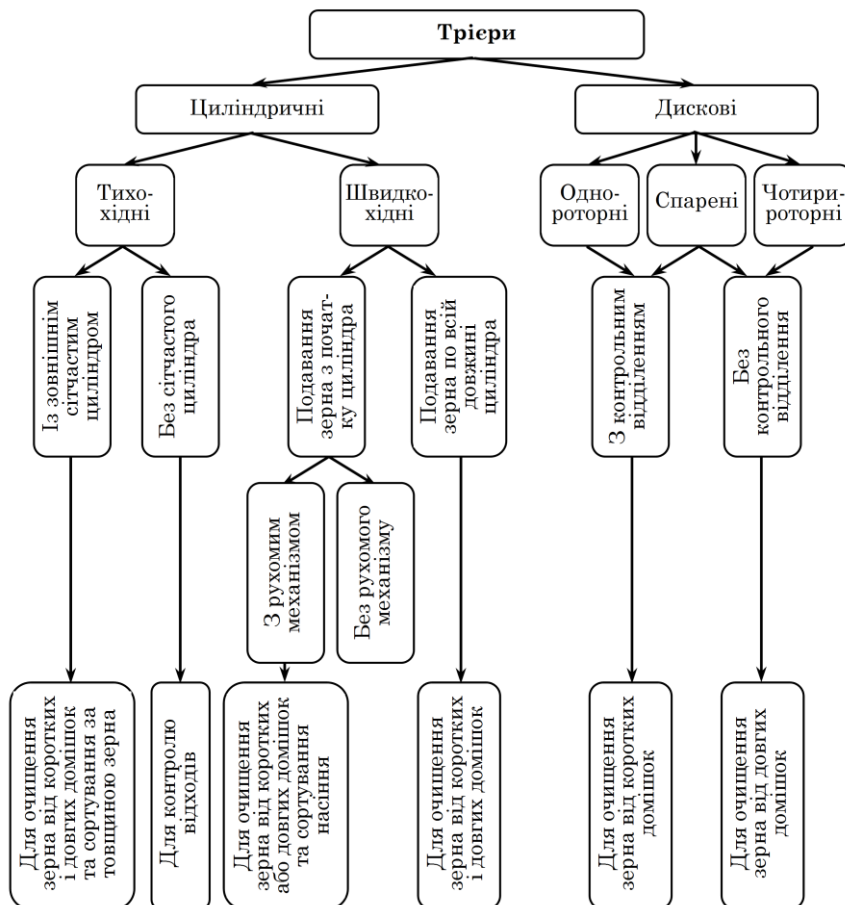 Трієри
Циліндричні
Дискові
Тихо-
хідні
Швидко-
хідні
Одно-
роторні
Спарені
Чотири-
роторні
Із зовнішнім
сітчастим
циліндром
Без сітчастого
циліндра
Подавання
зерна з почат-
ку циліндра
Подавання
зерна по всій
довжині
циліндра
З контрольним
відділенням
Без
контрольного
відділення
З рухомим
механізмом
Без рухомого
механізму
Для очищення
зерна від коротких
і довгих домішок
та сортування за
товщиною зерна
Для контролю
відходів
Для очищення
зерна від коротких
або довгих домішок
та сортування
насіння
Для очищення
зерна від коротких
і довгих домішок
Для очищення
зерна від коротких
домішок
Для очищення
зерна від довгих
домішок